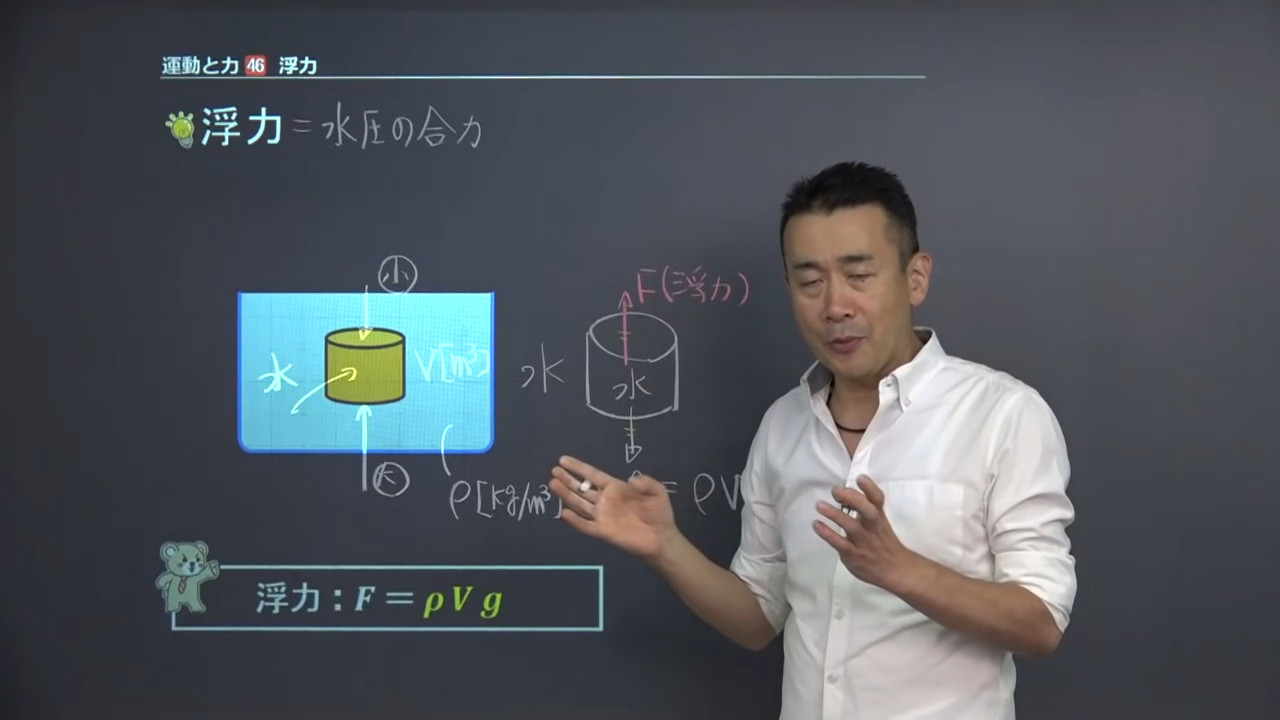 運動と力 46 浮力
浮力 = 水圧の合力
小
F(浮力)
水
V[m³]
水
水
大
ρ[kg/m³]
= ρV
浮力:F=ρVg